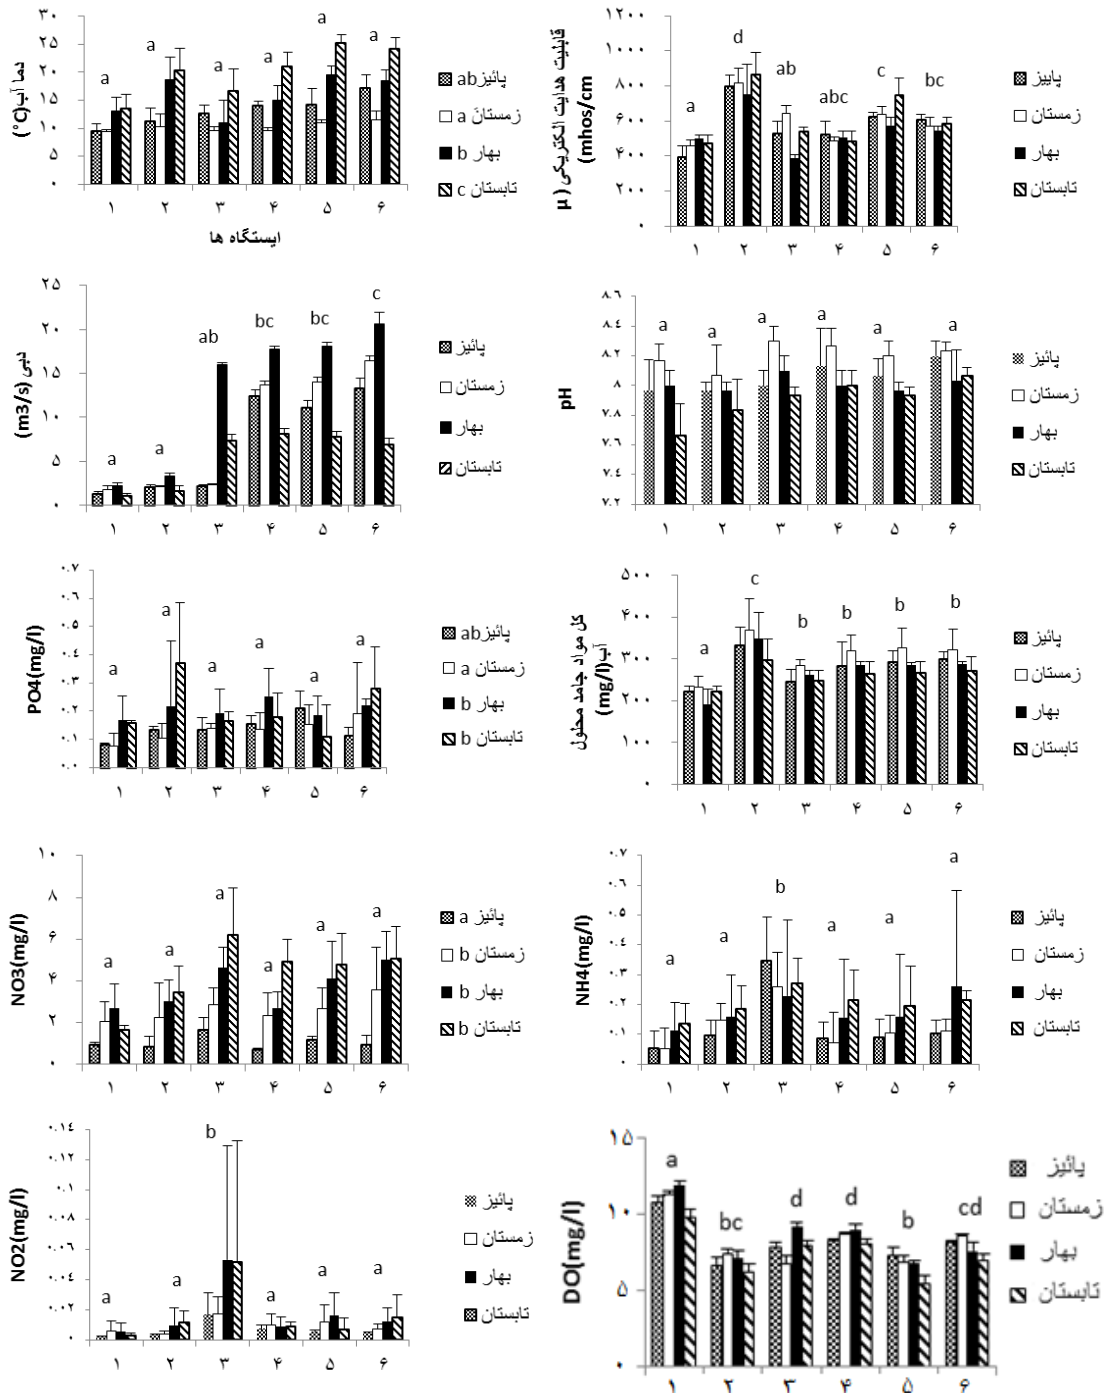 ۳۰
۲۵
۲۰
۱۵
۱۰
۵
۰
دما آب(°C)
a a a a a a
پائیز ab
زمستان a
بهار b
تابستان c
۱ ۲ ۳ ۴ ۵ ۶
ایستگاه ها
۱۲۰۰
۱۰۰۰
۸۰۰
۶۰۰
۴۰۰
۲۰۰
۰
قابلیت هدایت الکتریکی (µ
mhos/cm)
a d ab abc c bc
پاییز
زمستان
بهار
تابستان
۱ ۲ ۳ ۴ ۵ ۶
۲۵
۲۰
۱۵
۱۰
۵
۰
دبی (m3/s)
a a ab bc bc c
پائیز
زمستان
بهار
تابستان
۱ ۲ ۳ ۴ ۵ ۶
۸.۶
۸.۴
۸.۲
۸
۷.۸
۷.۶
۷.۴
۷.۲
pH
a a a a a a
پائیز
زمستان
بهار
تابستان
۱ ۲ ۳ ۴ ۵ ۶
۰.۷
۰.۶
۰.۵
۰.۴
۰.۳
۰.۲
۰.۱
۰.۰
PO4(mg/l)
a a a a a a
پائیز ab
زمستان a
بهار b
تابستان b
۱ ۲ ۳ ۴ ۵ ۶
۵۰۰
۴۰۰
۳۰۰
۲۰۰
۱۰۰
۰
کل مواد جامد محلول
آب(mg/l)
a c b b b b
پائیز
زمستان
بهار
تابستان
۱ ۲ ۳ ۴ ۵ ۶
۱۰
۸
۶
۴
۲
۰
NO3(mg/l)
a a a a a a
پائیز a
زمستان b
بهار b
تابستان b
۱ ۲ ۳ ۴ ۵ ۶
۰.۷
۰.۶
۰.۵
۰.۴
۰.۳
۰.۲
۰.۱
۰
NH4(mg/l)
a a b a a a
پائیز
زمستان
بهار
تابستان
۱ ۲ ۳ ۴ ۵ ۶
۰.۱۴
۰.۱۲
۰.۱
۰.۰۸
۰.۰۶
۰.۰۴
۰.۰۲
۰
NO2(mg/l)
a a b a a a
پائیز
زمستان
بهار
تابستان
۱ ۲ ۳ ۴ ۵ ۶
۱۵
۱۰
۵
۰
DO(mg/l)
a bc d d b cd
پائیز
زمستان
بهار
تابستان
۱ ۲ ۳ ۴ ۵ ۶